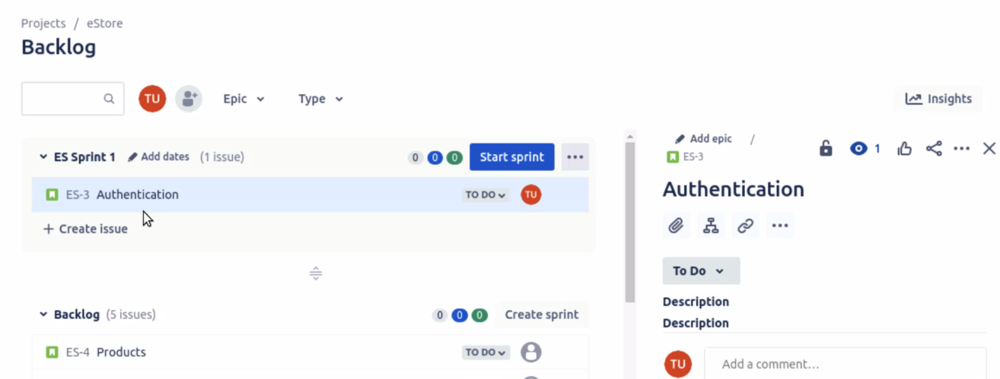 Projects / eStore
Backlog
TU Epic Type Insights
ES Sprint 1 Add dates (1 issue) 0 0 0 Start sprint
ES-3 Authentication TO DO TU
+ Create issue
Backlog (5 issues) 0 0 0 Create sprint
ES-4 Products TO DO
Add epic /
ES-3
1
Authentication
To Do
Description
Description
TU Add a comment...